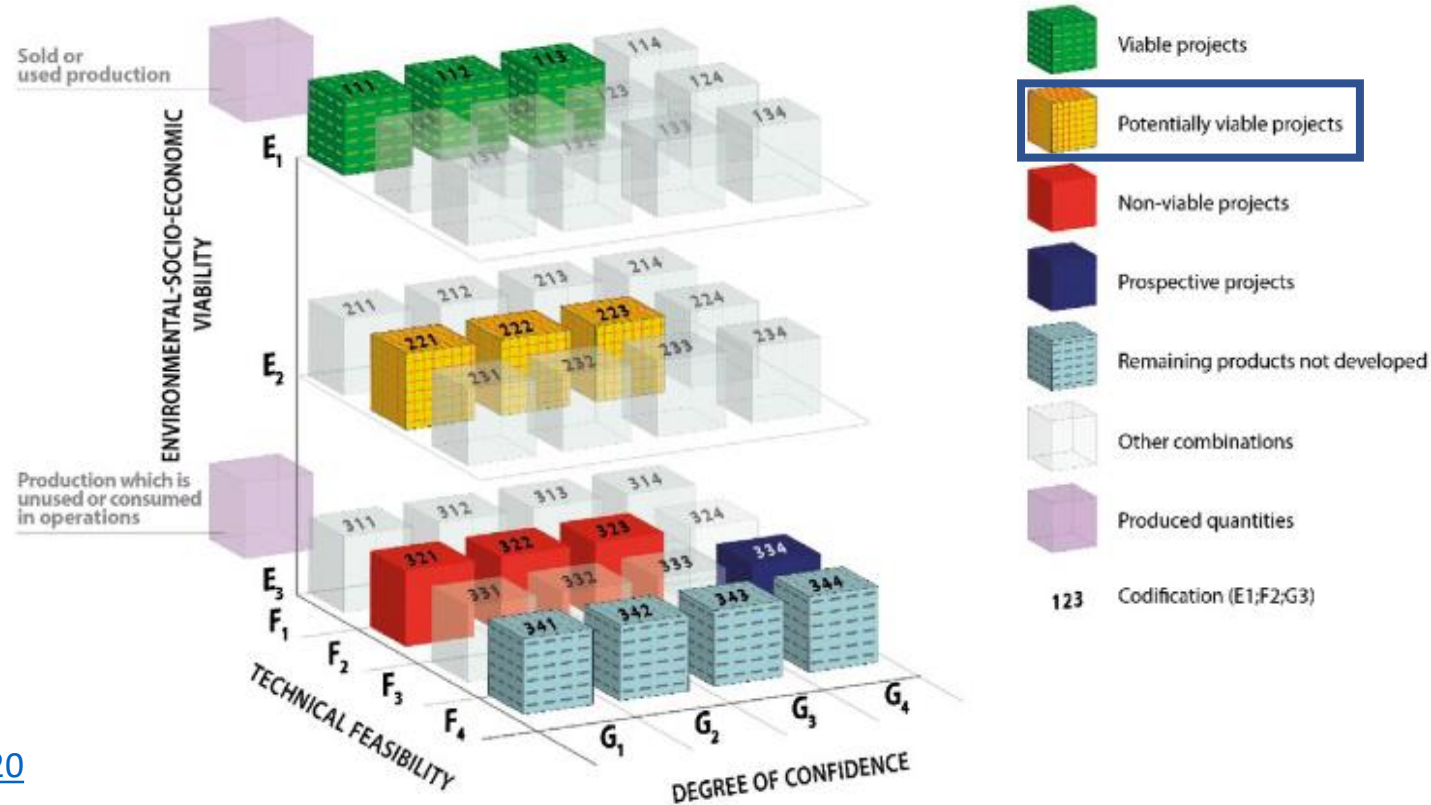 Sold or
used production
ENVIRONMENTAL-SOCIO-ECONOMIC
VIABILITY
E1
111
112
113
114
123
124
133
134
E2
211
212
213
214
221
222
223
224
231
232
233
234
Production which is
unused or consumed
in operations
E3
311
312
313
314
321
322
323
324
331
332
333
334
341
342
343
344
F1
F2
F3
F4
TECHNICAL FEASIBILITY
G1
G2
G3
G4
DEGREE OF CONFIDENCE
Viable projects
Potentially viable projects
Non-viable projects
Prospective projects
Remaining products not developed
Other combinations
Produced quantities
123 Codification (E1;F2;G3)
20